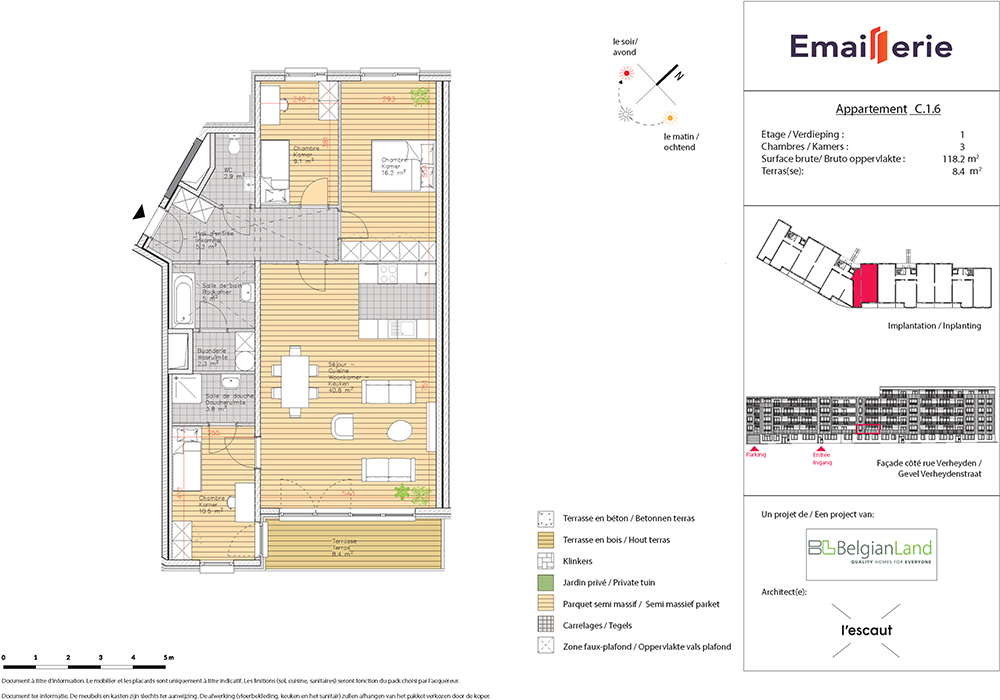 Emaillerie
Appartement C.1.6
Etage / Verdieping : 1
Chambres / Kamers : 3
Surface brute/ Bruto oppervlakte : 118.2 m²
Terras(se): 8.4 m²
le soir/
avond
N
le matin /
ochtend
240
293
Chambre
Kamer
9.1 m²
Chambre
Kamer
16.2 m²
WC
2.9 m²
Hall d'entrée
Inkomhal
Salle de bain
Badkamer
Buanderie
Wasruimte
2.3 m²
Salle de douche
Doucheruimte
3.8 m²
Séjour —
Cuisine
Woonkamer —
Keuken
40.8 m²
F
255
Chambre
Kamer
10.5 m²
Terrasse
Terras
8.4 m²
Implantation / Inplanting
Parking
Entrée
Ingang
Façade côté rue Verheyden /
Gevel Verheydenstraat
Terrasse en béton / Betonnen terras
Terrasse en bois / Hout terras
Klinkers
Jardin privé / Private tuin
Parquet semi massif / Semi massief parket
Carrelages / Tegels
Zone faux-plafond / Oppervlakte vals plafond
Un projet de / Een project van:
BelgianLand
QUALITY HOMES FOR EVERYONE
Architect(e):
l'escaut
0 1 2 3 4 5 m
Document à titre d'information. Le mobilier et les placards sont uniquement à titre indicatif. Les finitions (sol, cuisine, sanitaires) seront fonction du pack choisi par l'acquéreur.
Document ter informatie. De meubels en kasten zijn slechts ter aanwijzing. De afwerking (vloerbekleding, keuken en het sanitair) zullen afhangen van het pakket verkozen door de koper.